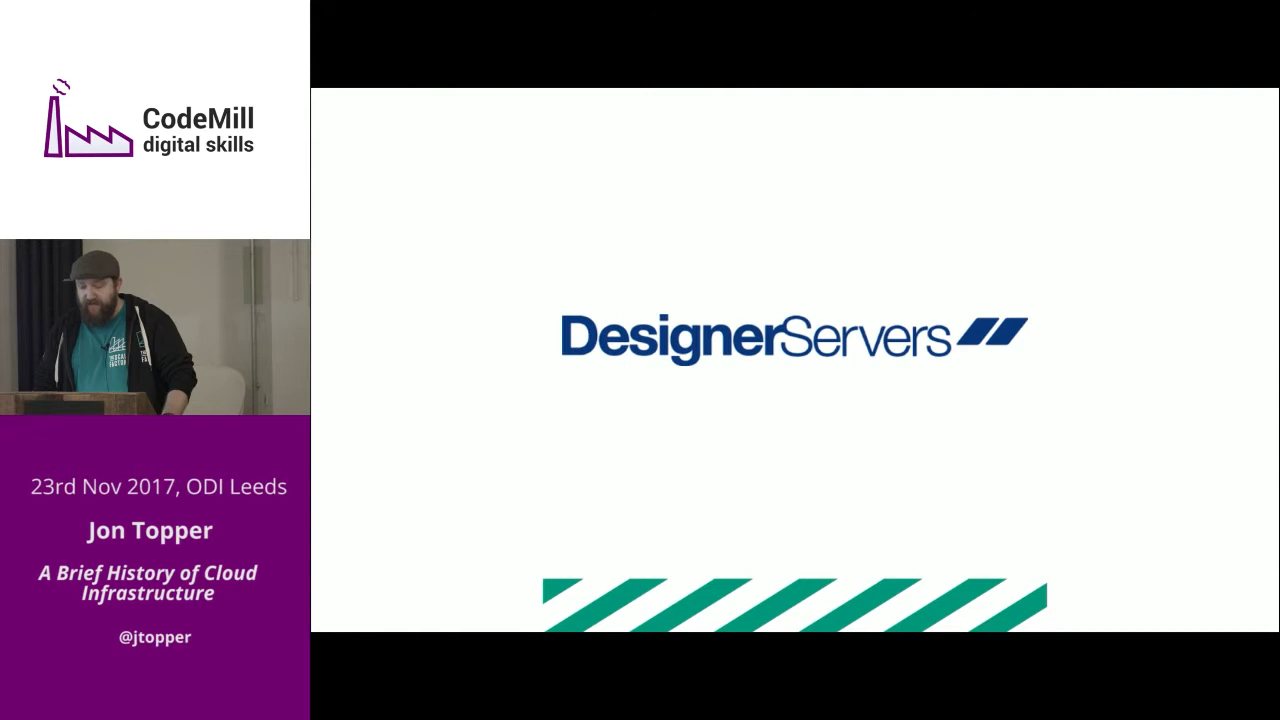 CodeMill
digital skills
23rd Nov 2017, ODI Leeds
Jon Topper
A Brief History of Cloud
Infrastructure
@jtopper
DesignerServers